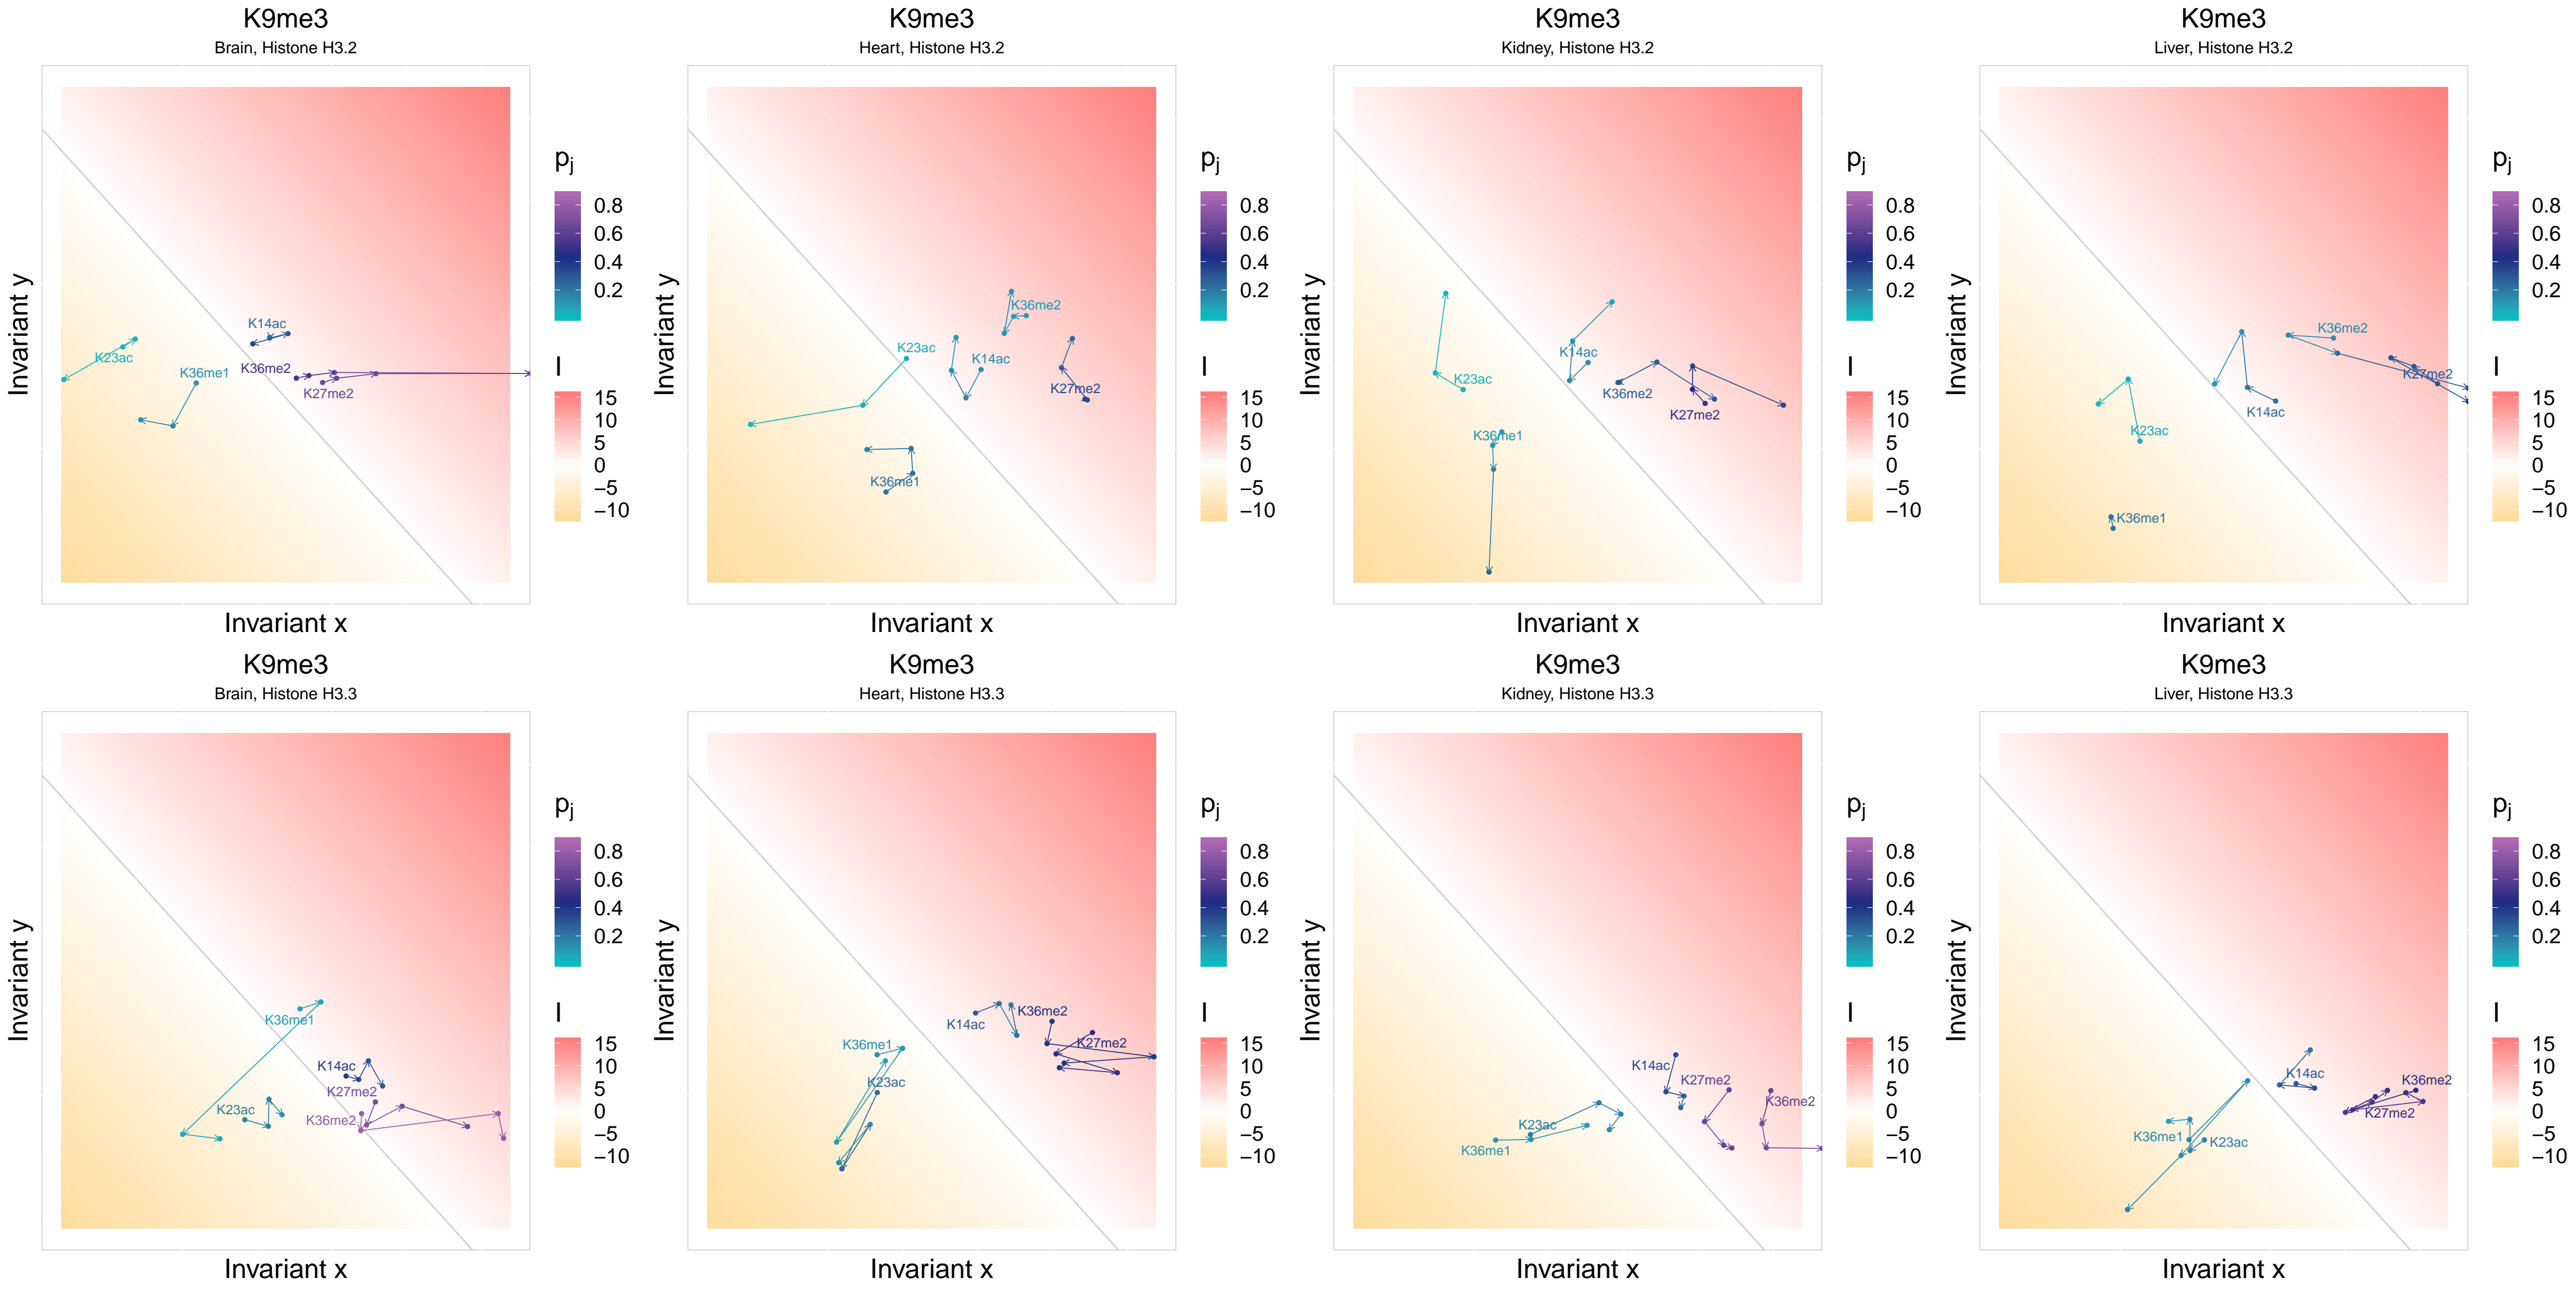 K9me3
Brain, Histone H3.2
Invariant y
K23ac
K36me1
K14ac
K36me2
K27me2
Invariant x
pj
0.8
0.6
0.4
0.2
I
15
10
5
0
−5
−10
K9me3
Heart, Histone H3.2
Invariant y
K36me2
K23ac
K14ac
K27me2
K36me1
Invariant x
pj
0.8
0.6
0.4
0.2
I
15
10
5
0
−5
−10
K9me3
Kidney, Histone H3.2
Invariant y
K14ac
K23ac
K36me2
K27me2
K36me1
Invariant x
pj
0.8
0.6
0.4
0.2
I
15
10
5
0
−5
−10
K9me3
Liver, Histone H3.2
Invariant y
K36me2
K27me2
K14ac
K23ac
K36me1
Invariant x
pj
0.8
0.6
0.4
0.2
I
15
10
5
0
−5
−10
K9me3
Brain, Histone H3.3
Invariant y
K36me1
K14ac
K27me2
K23ac
K36me2
Invariant x
pj
0.8
0.6
0.4
0.2
I
15
10
5
0
−5
−10
K9me3
Heart, Histone H3.3
Invariant y
K36me2
K14ac
K27me2
K36me1
K23ac
Invariant x
pj
0.8
0.6
0.4
0.2
I
15
10
5
0
−5
−10
K9me3
Kidney, Histone H3.3
Invariant y
K14ac
K27me2
K36me2
K23ac
K36me1
Invariant x
pj
0.8
0.6
0.4
0.2
I
15
10
5
0
−5
−10
K9me3
Liver, Histone H3.3
Invariant y
K14ac
K36me2
K27me2
K36me1
K23ac
Invariant x
pj
0.8
0.6
0.4
0.2
I
15
10
5
0
−5
−10